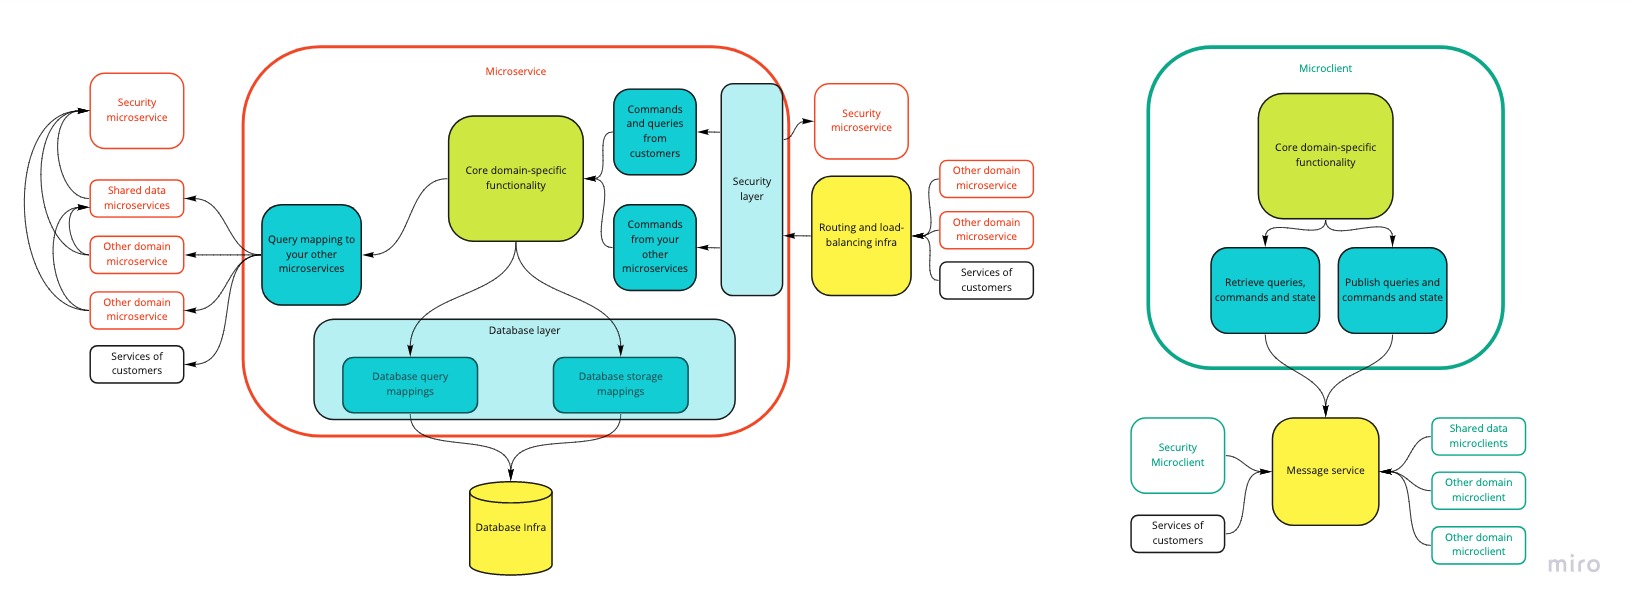 Microservice
Security
microservice
Shared data
microservices
Other domain
microservice
Other domain
microservice
Services of
customers
Query mapping to
your other
microservices
Core domain-specific
functionality
Commands
and queries
from
customers
Commands
from your
other
microservices
Security
layer
Database layer
Database query
mappings
Database storage
mappings
Database Infra
Security
microservice
Routing and load-
balancing infra
Other domain
microservice
Other domain
microservice
Services of
customers
Microclient
Core domain-specific
functionality
Retrieve queries,
commands and state
Publish queries and
commands and state
Security
Microclient
Services of
customers
Message service
Shared data
microclients
Other domain
microclient
Other domain
microclient
miro